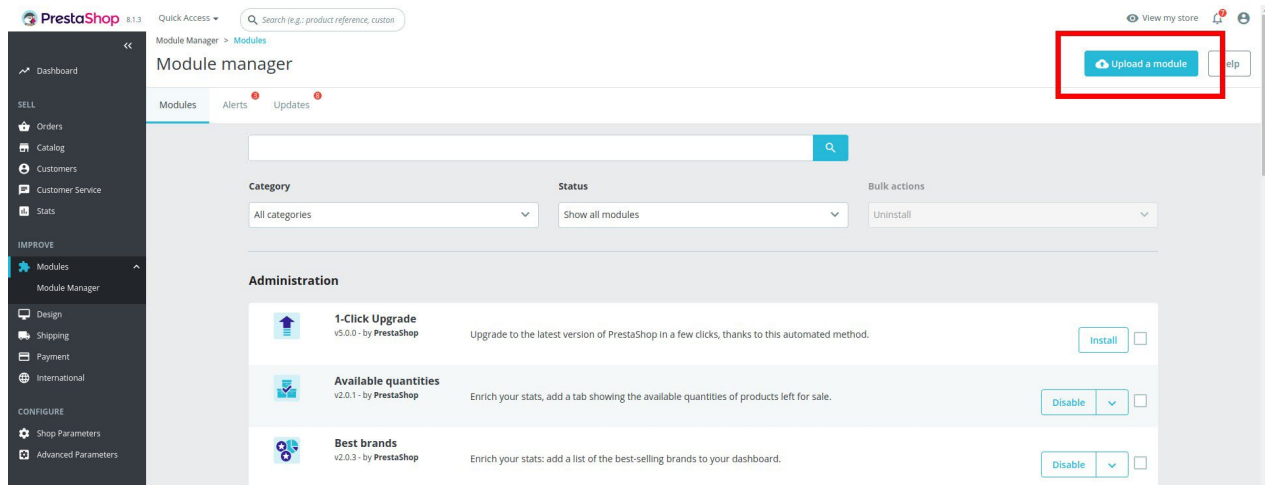 PrestaShop 8.1.3
Quick Access
Search (e.g.: product reference, custon
View my store
7
Module Manager > Modules
Module manager
Upload a module
elp
Dashboard
SELL
Orders
Catalog
Customers
Customer Service
Stats
IMPROVE
Modules
Module Manager
Design
Shipping
Payment
International
CONFIGURE
Shop Parameters
Advanced Parameters
Modules
Alerts 3
Updates 8
Category
Status
Bulk actions
All categories
Show all modules
Uninstall
Administration
1-Click Upgrade
v5.0.0 - by PrestaShop
Upgrade to the latest version of PrestaShop in a few clicks, thanks to this automated method.
Install
Available quantities
v2.0.1 - by PrestaShop
Enrich your stats, add a tab showing the available quantities of products left for sale.
Disable
Best brands
v2.0.3 - by PrestaShop
Enrich your stats: add a list of the best-selling brands to your dashboard.
Disable